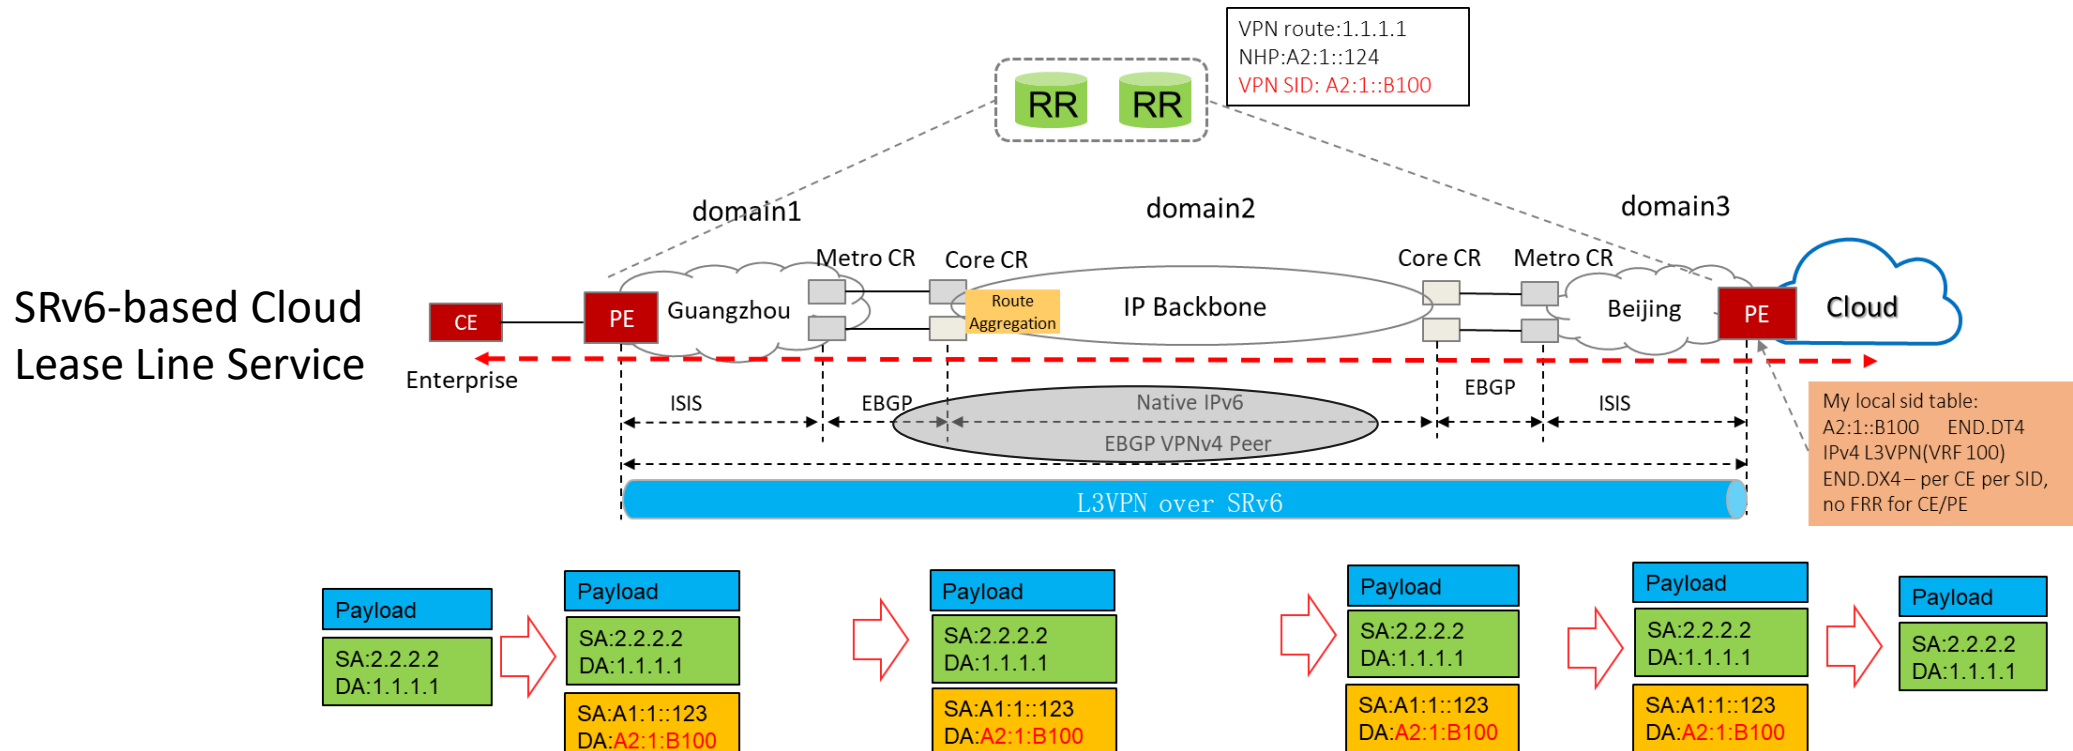 VPN route:1.1.1.1
NHP:A2:1::124
VPN SID: A2:1::B100
RR
RR
domain1
domain2
domain3
Metro CR
Core CR
Core CR
Metro CR
SRv6-based Cloud
Lease Line Service
CE
PE
Guangzhou
Route
Aggregation
IP Backbone
Beijing
PE
Cloud
Enterprise
ISIS
EBGP
Native IPv6
EBGP
ISIS
EBGP VPNv4 Peer
My local sid table:
A2:1::B100 END.DT4
IPv4 L3VPN(VRF 100)
END.DX4 – per CE per SID,
no FRR for CE/PE
L3VPN over SRv6
Payload
SA:2.2.2.2
DA:1.1.1.1
Payload
SA:2.2.2.2
DA:1.1.1.1
SA:A1:1::123
DA:A2:1:B100
Payload
SA:2.2.2.2
DA:1.1.1.1
SA:A1:1::123
DA:A2:1:B100
Payload
SA:2.2.2.2
DA:1.1.1.1
SA:A1:1::123
DA:A2:1:B100
Payload
SA:2.2.2.2
DA:1.1.1.1
SA:A1:1::123
DA:A2:1:B100
Payload
SA:2.2.2.2
DA:1.1.1.1